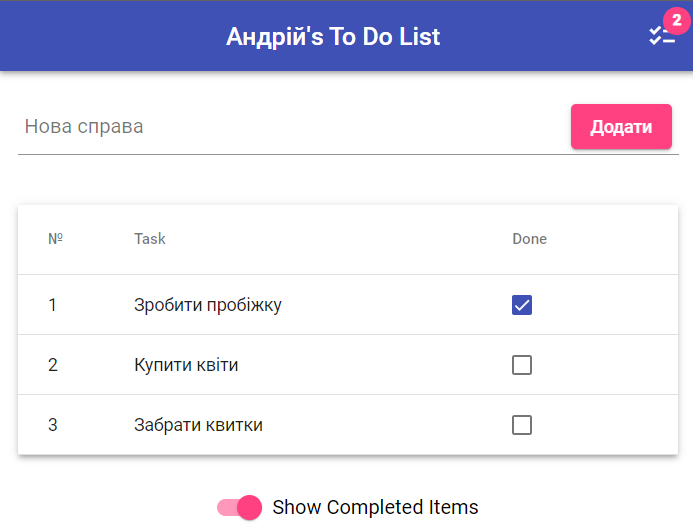 Андрій's To Do List
2
Нова справа
Додати
№ Task Done
1 Зробити пробіжку
2 Купити квіти
3 Забрати квитки
Show Completed Items